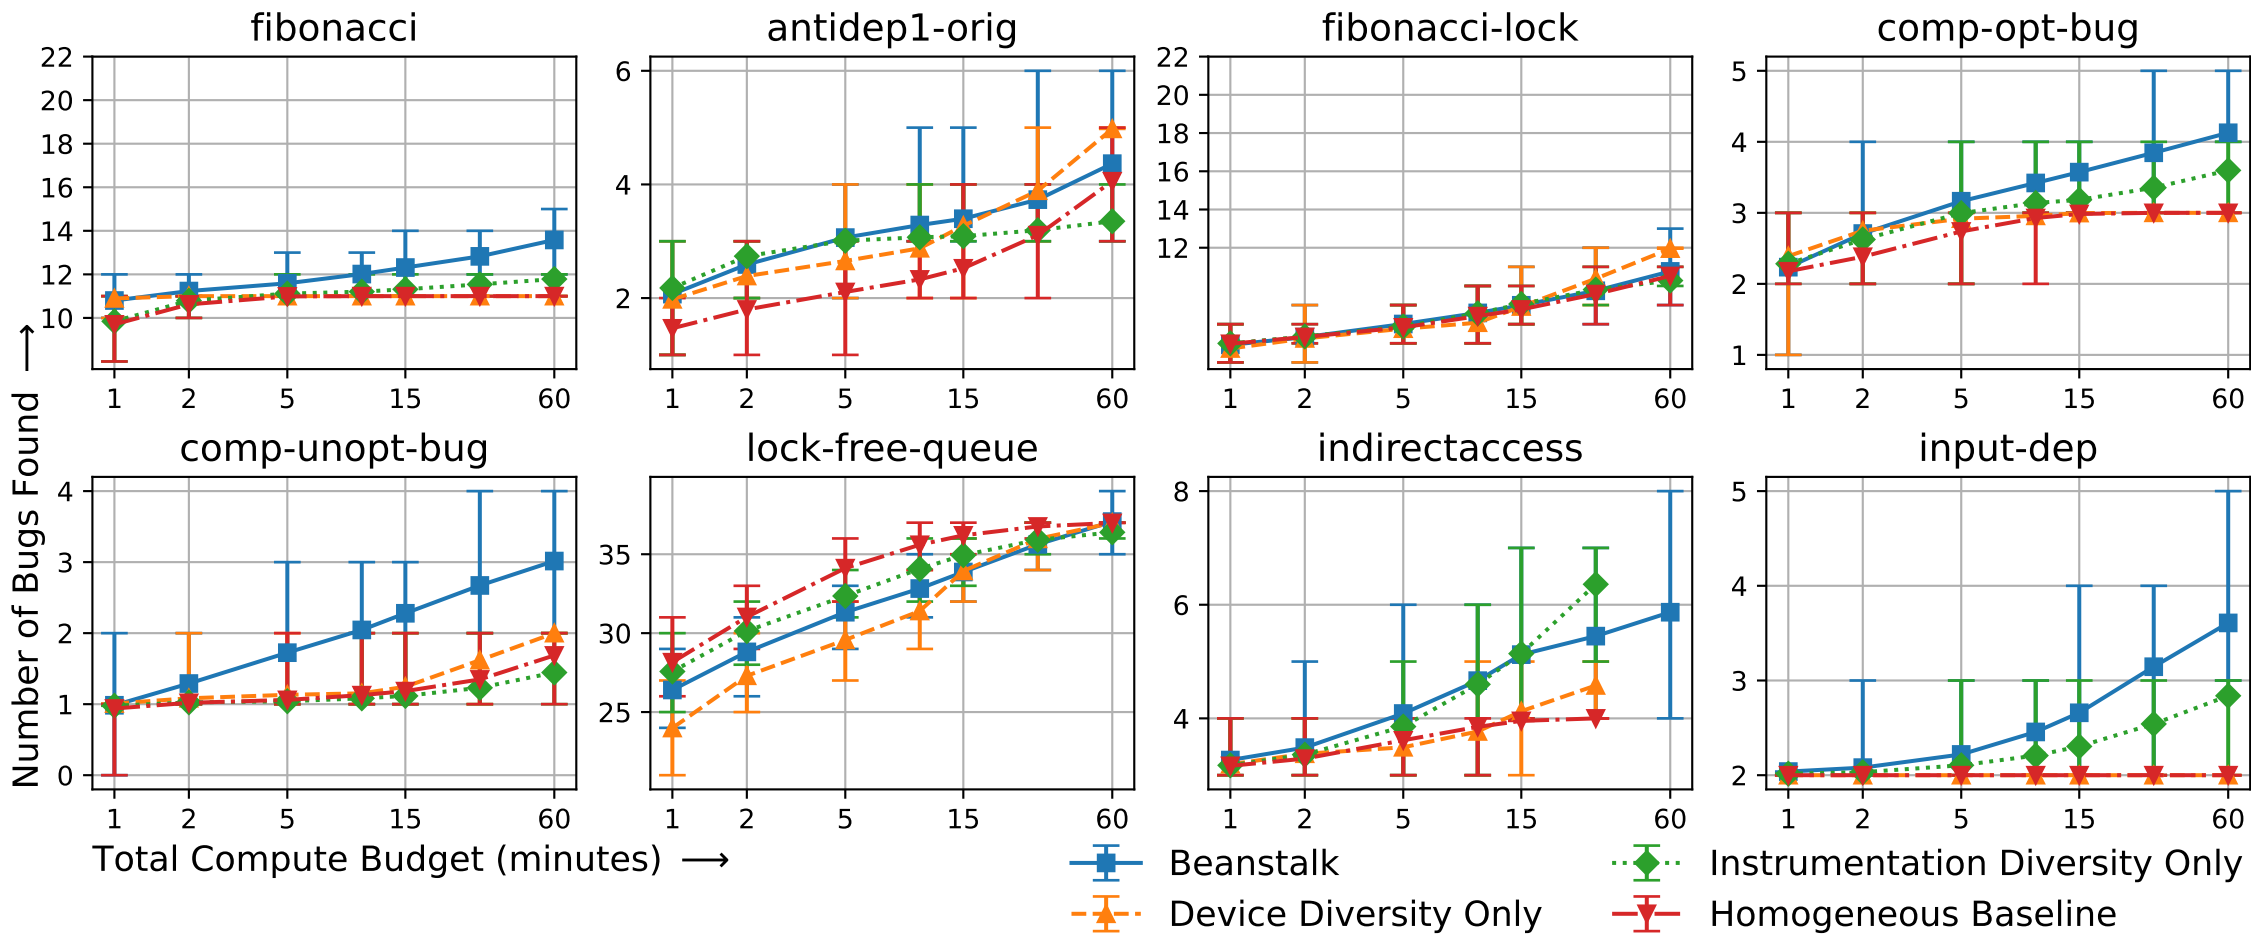 fibonacci
antidep1-orig
fibonacci-lock
comp-opt-bug
22
20
18
16
14
12
10
1 2 5 15 60
6
4
2
1 2 5 15 60
22
20
18
16
14
12
1 2 5 15 60
5
4
3
2
1
1 2 5 15 60
Number of Bugs Found ⟶
comp-unopt-bug
lock-free-queue
indirectaccess
input-dep
4
3
2
1
0
1 2 5 15 60
35
30
25
1 2 5 15 60
8
6
4
1 2 5 15 60
5
4
3
2
1 2 5 15 60
Total Compute Budget (minutes) ⟶
Beanstalk
Device Diversity Only
Instrumentation Diversity Only
Homogeneous Baseline